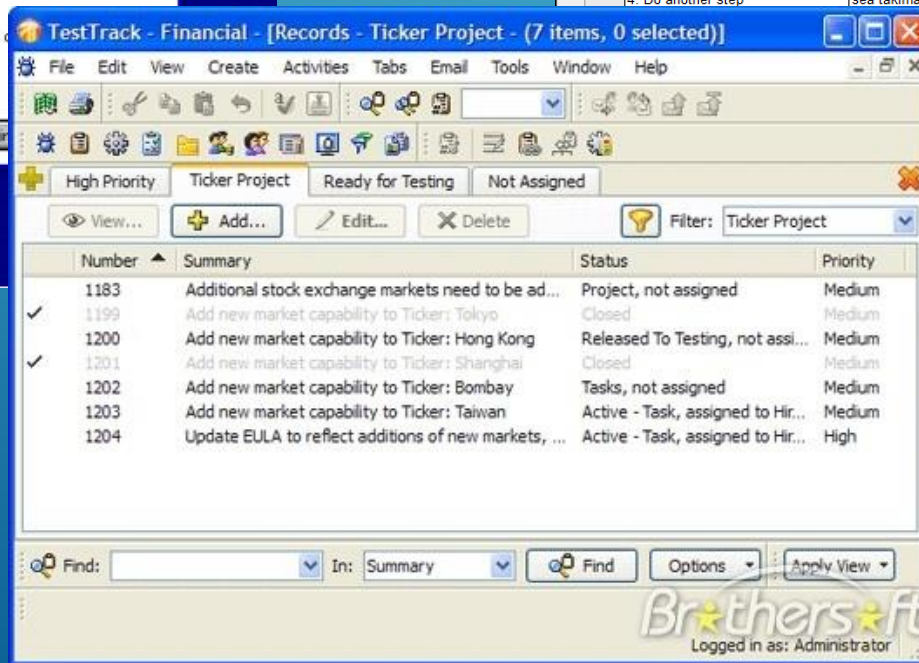 4. Do another step
sea takima
TestTrack - Financial - [Records - Ticker Project - (7 items, 0 selected)]
File Edit View Create Activities Tabs Email Tools Window Help
High Priority Ticker Project Ready for Testing Not Assigned
View... Add... Edit... Delete Filter: Ticker Project
Number Summary Status Priority
1183 Additional stock exchange markets need to be ad... Project, not assigned Medium
1199 Add new market capability to Ticker: Tokyo Closed Medium
1200 Add new market capability to Ticker: Hong Kong Released To Testing, not assi... Medium
1201 Add new market capability to Ticker: Shanghai Closed Medium
1202 Add new market capability to Ticker: Bombay Tasks, not assigned Medium
1203 Add new market capability to Ticker: Taiwan Active - Task, assigned to Hir... Medium
1204 Update EULA to reflect additions of new markets, ... Active - Task, assigned to Hir... High
Find: In: Summary Find Options Apply View
Brothersoft
Logged in as: Administrator